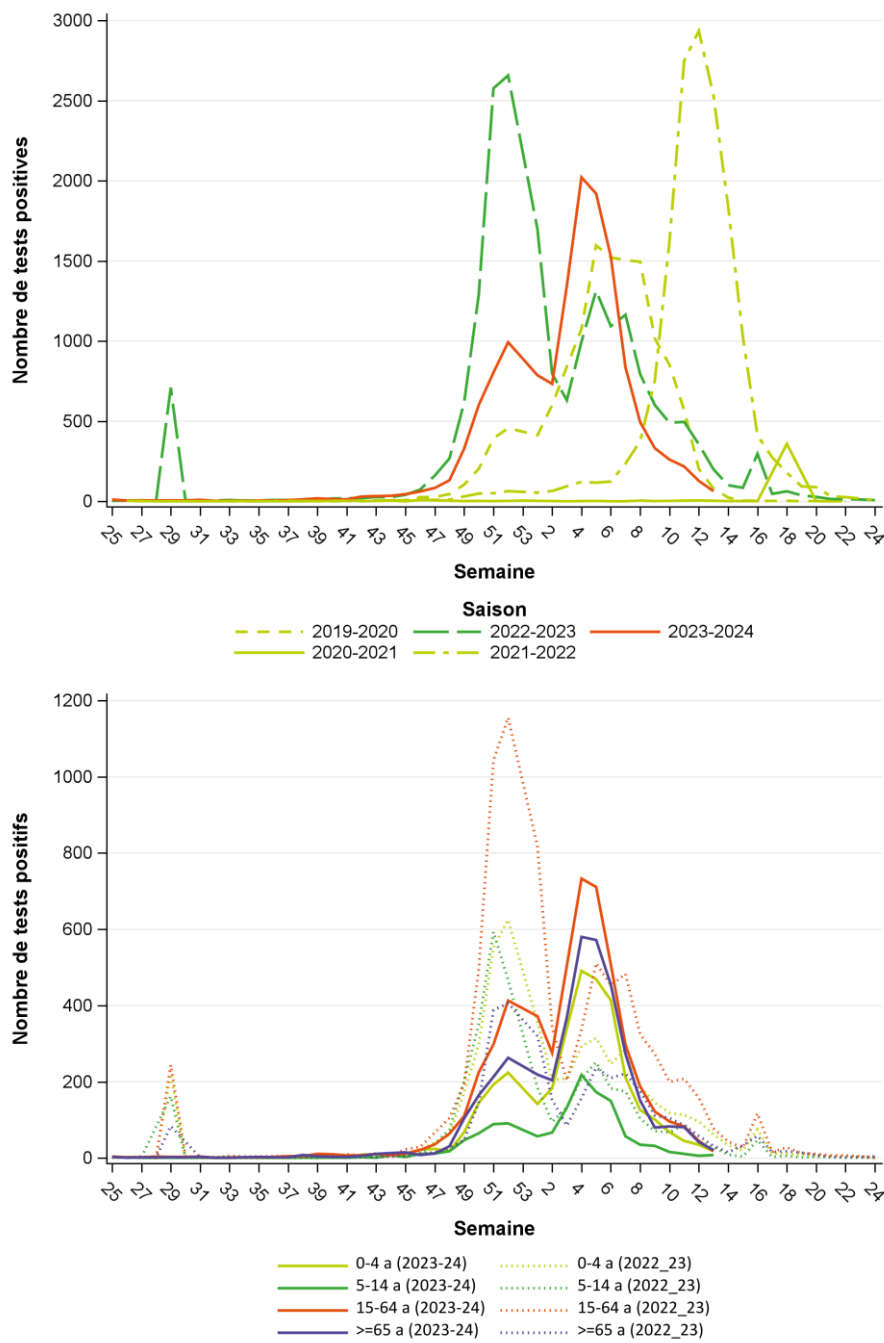 3000
2500
2000
1500
1000
500
0
Nombre de tests positives
25 27 29 31 33 35 37 39 41 43 45 47 49 51 53 2 4 6 8 10 12 14 16 18 20 22 24
Semaine
Saison
2019-2020 2022-2023 2023-2024
2020-2021 2021-2022
1200
1000
800
600
400
200
0
Nombre de tests positifs
25 27 29 31 33 35 37 39 41 43 45 47 49 51 53 2 4 6 8 10 12 14 16 18 20 22 24
Semaine
0-4 a (2023-24) 0-4 a (2022_23)
5-14 a (2023-24) 5-14 a (2022_23)
15-64 a (2023-24) 15-64 a (2022_23)
>=65 a (2023-24) >=65 a (2022_23)